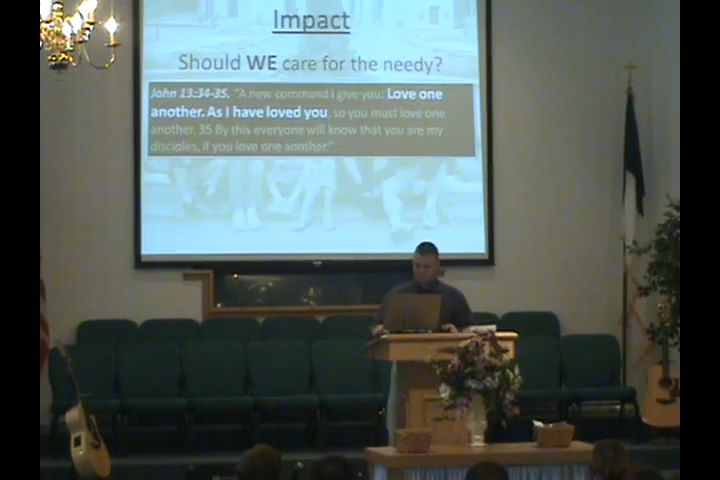 Impact
Should WE care for the needy?
John 13:34-35. "A new command I give you: Love one
another. As I have loved you, so you must love one
another. 35 By this everyone will know that you are my
disciples, if you love one another."